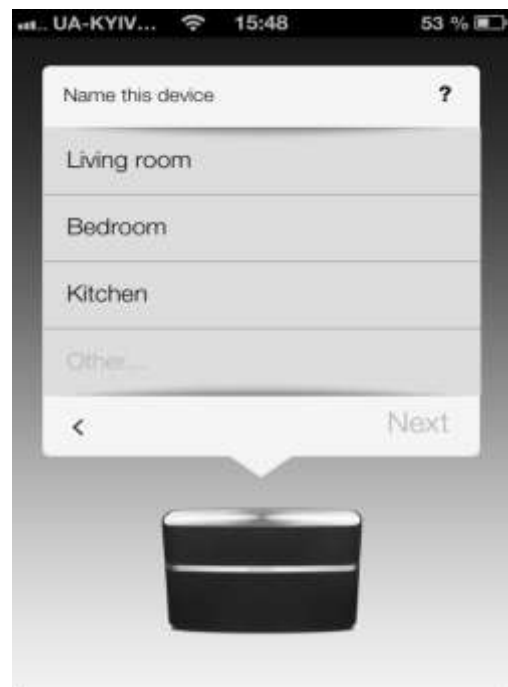 UA-KYIV... 15:48 53 %
Name this device ?
Living room
Bedroom
Kitchen
Other...
< Next